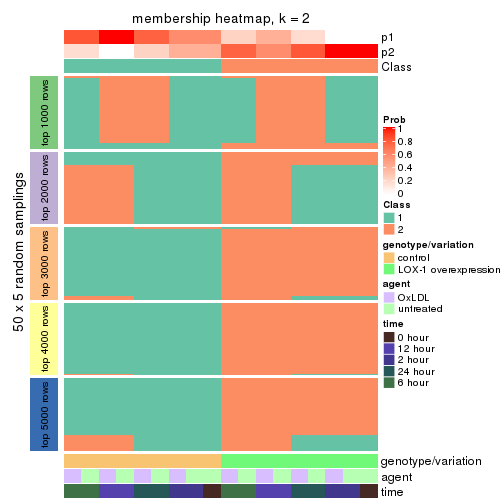 membership heatmap, k = 2
p1
p2
Class
50 x 5 random samplings
top 1000 rows
top 2000 rows
top 3000 rows
top 4000 rows
top 5000 rows
Prob
1
0.8
0.6
0.4
0.2
0
Class
1
2
genotype/variation
control
LOX-1 overexpression
agent
OxLDL
untreated
time
0 hour
12 hour
2 hour
24 hour
6 hour
genotype/variation
agent
time